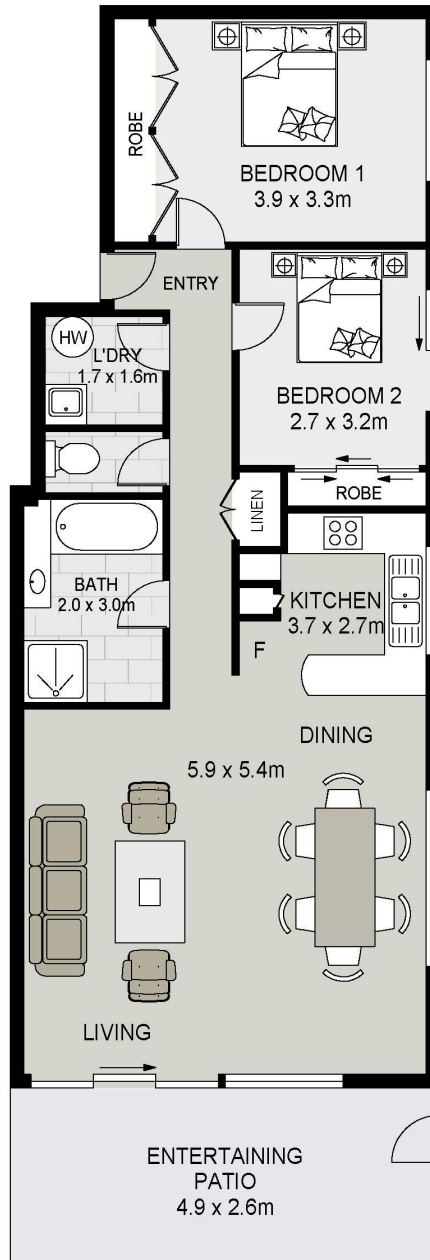 ROBE
BEDROOM 1
3.9 x 3.3m
ENTRY
HW
L'DRY
1.7 x 1.6m
BEDROOM 2
2.7 x 3.2m
ROBE
LINEN
BATH
2.0 x 3.0m
KITCHEN
3.7 x 2.7m
F
DINING
5.9 x 5.4m
LIVING
ENTERTAINING
PATIO
4.9 x 2.6m